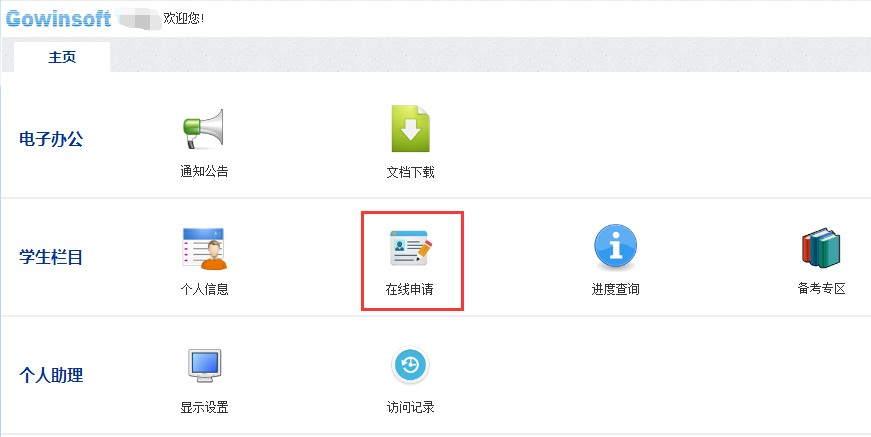 Gowinsoft 欢迎您!
主页
电子办公
通知公告
文档下载
学生栏目
个人信息
在线申请
进度查询
备考专区
个人助理
显示设置
访问记录